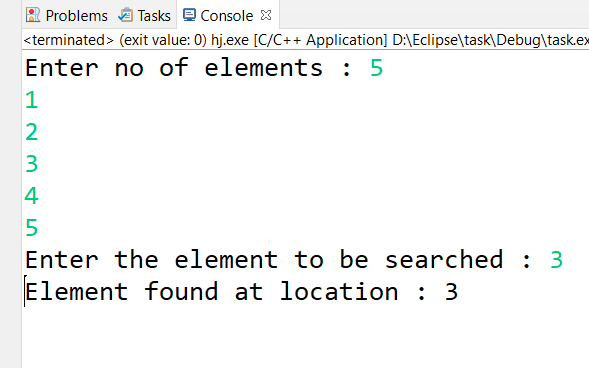 Problems Tasks Console
<terminated> (exit value: 0) hj.exe [C/C++ Application] D:\Eclipse\task\Debug\task.ex
Enter no of elements : 5
1
2
3
4
5
Enter the element to be searched : 3
Element found at location : 3